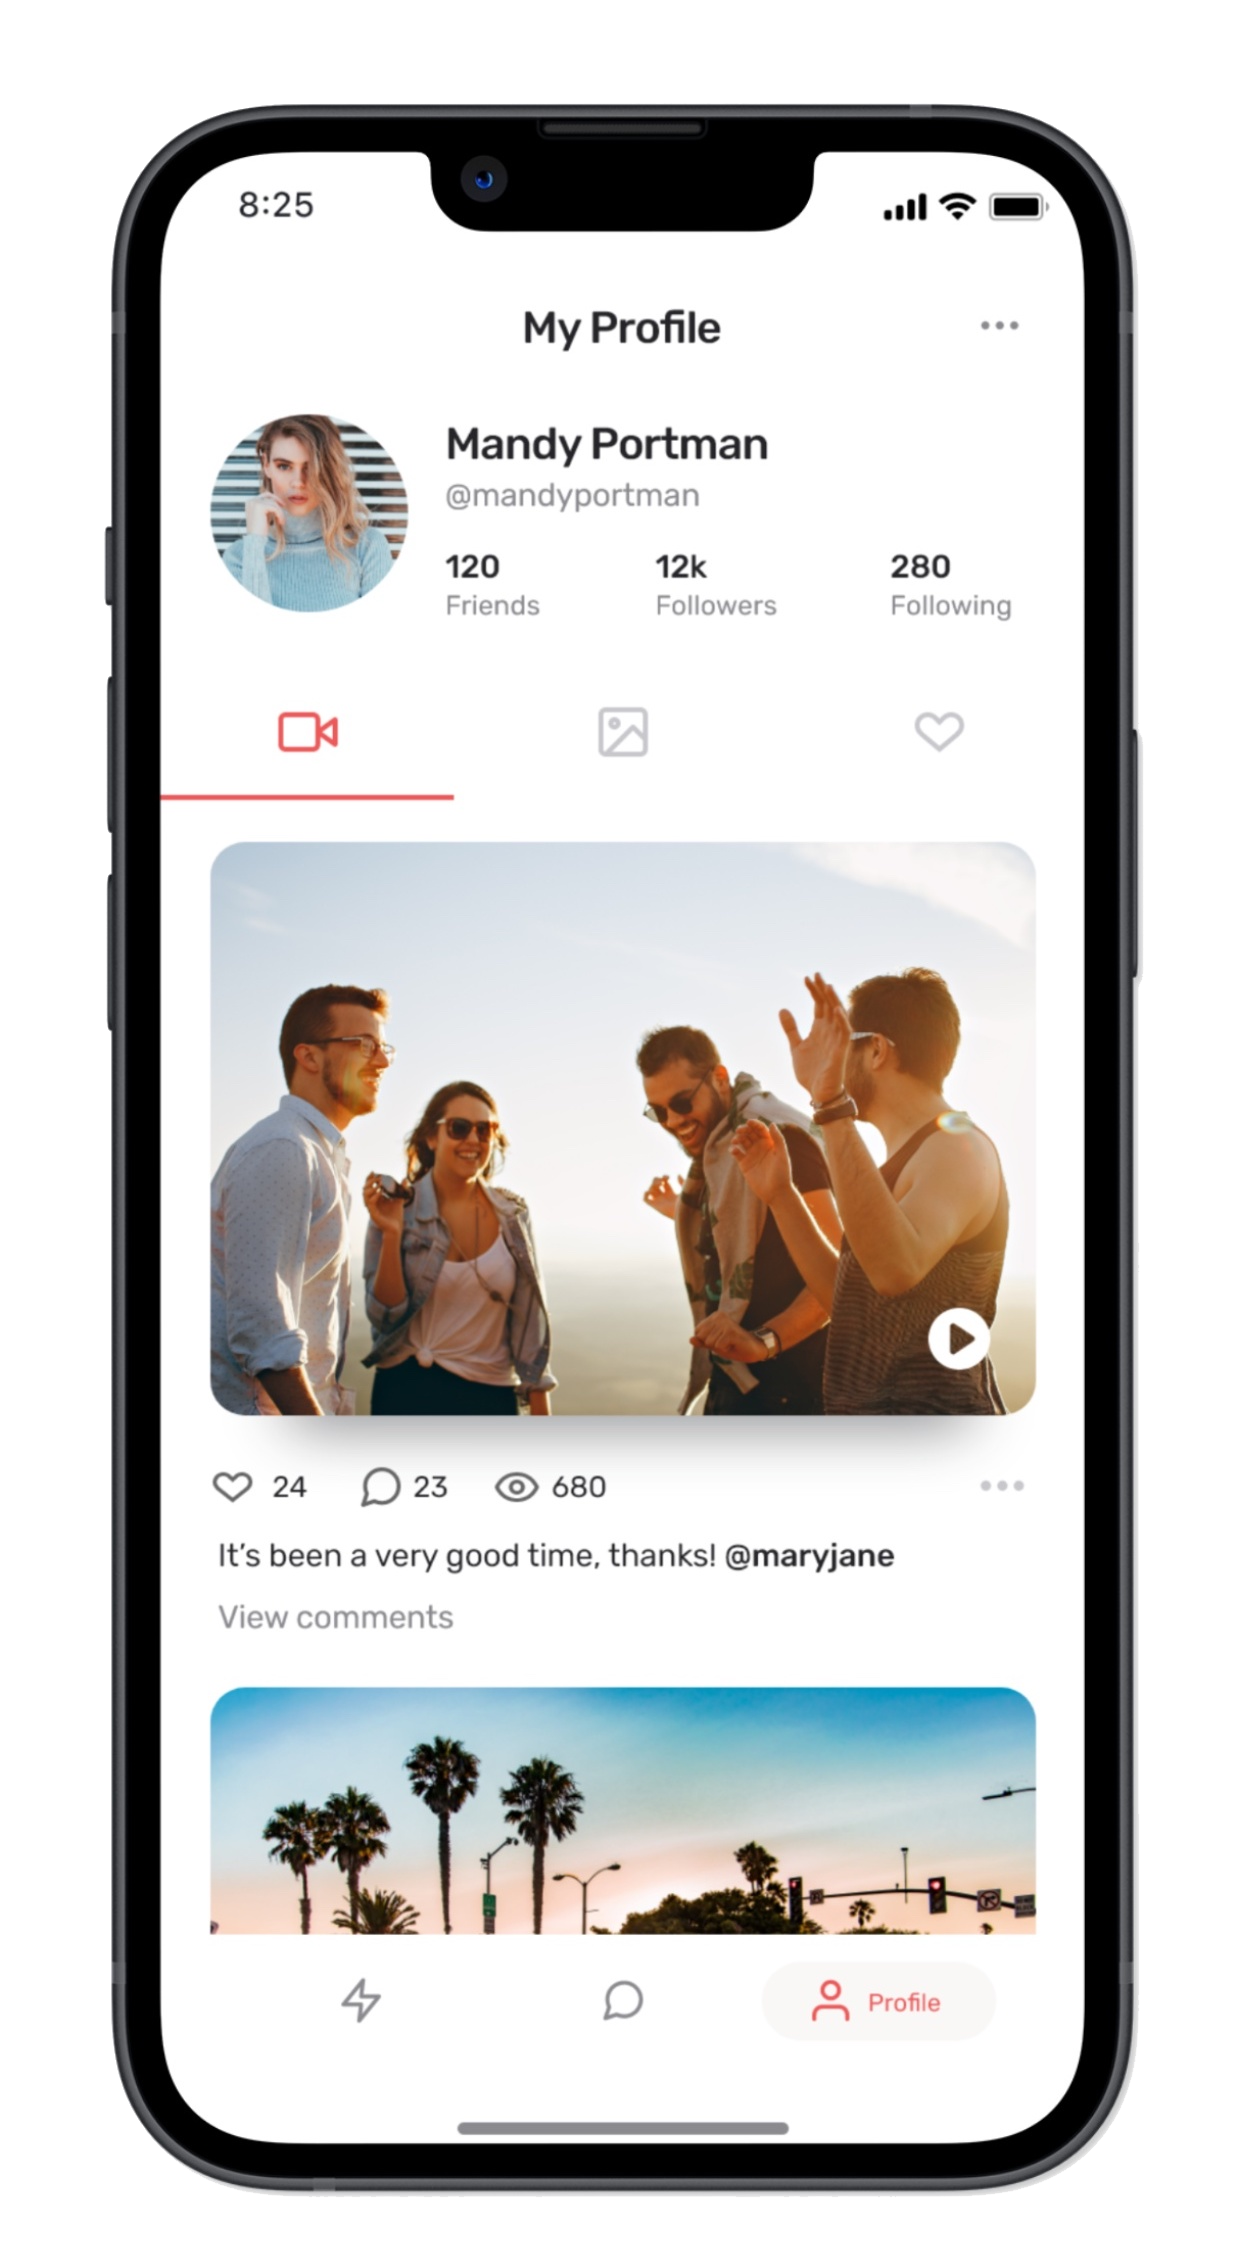 8:25
My Profile
Mandy Portman
@mandyportman
120 12k 280
Friends Followers Following
24 23 680
It's been a very good time, thanks! @maryjane
View comments
Profile